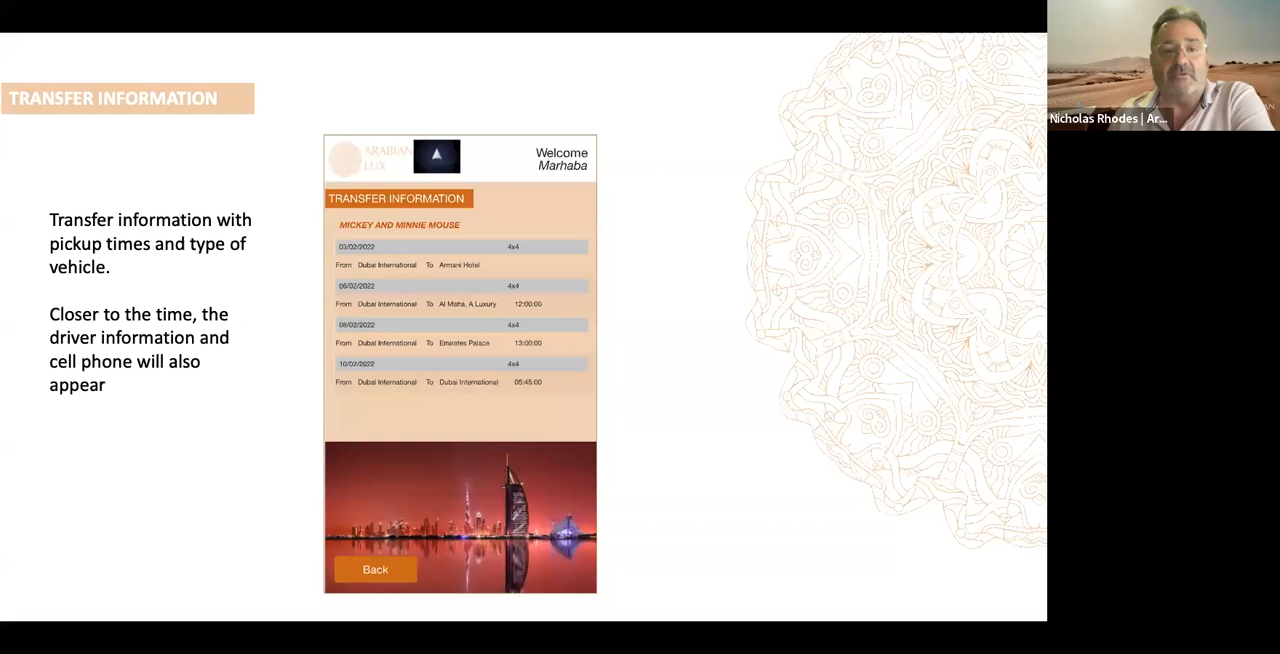 TRANSFER INFORMATION
Transfer information with
pickup times and type of
vehicle.
Closer to the time, the
driver information and
cell phone will also
appear
ARABIAN
LUX
Welcome
Marhaba
TRANSFER INFORMATION
MICKEY AND MINNIE MOUSE
03/02/2022 4x4
From Dubai International To Armani Hotel
06/02/2022 4x4
From Dubai International To Al Maha, A Luxury 12:00:00
08/02/2022 4x4
From Dubai International To Emirates Palace 13:00:00
10/02/2022 4x4
From Dubai International To Dubai International 05:45:00
Back
Nicholas Rhodes | Ar...